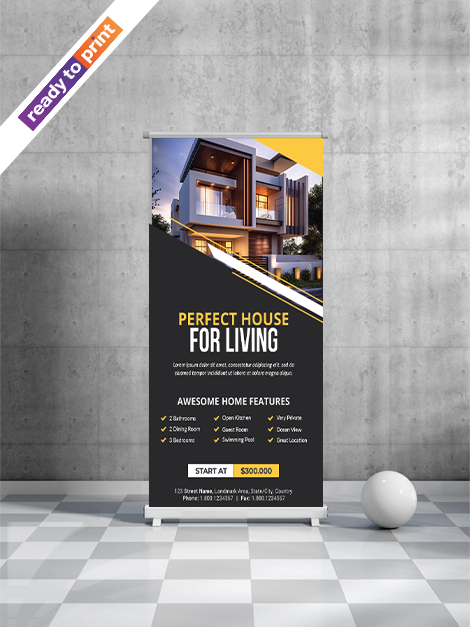 ready to print
PERFECT HOUSE
FOR LIVING
Lorem ipsum dolor sit amet, consectetur adipiscing elit, sed do
eiusmod tempor incididunt ut labore et dolore magna aliqua.
AWESOME HOME FEATURES
2 Bathrooms Open Kitchen Very Private
2 Dining Room Guest Room Ocean View
3 Bedrooms Swimming Pool Great Location
START AT $300.000
123 Street Name, Landmark Area, State/City, Country
Phone: 1.800.1234567 | Fax: 1.800.1234567